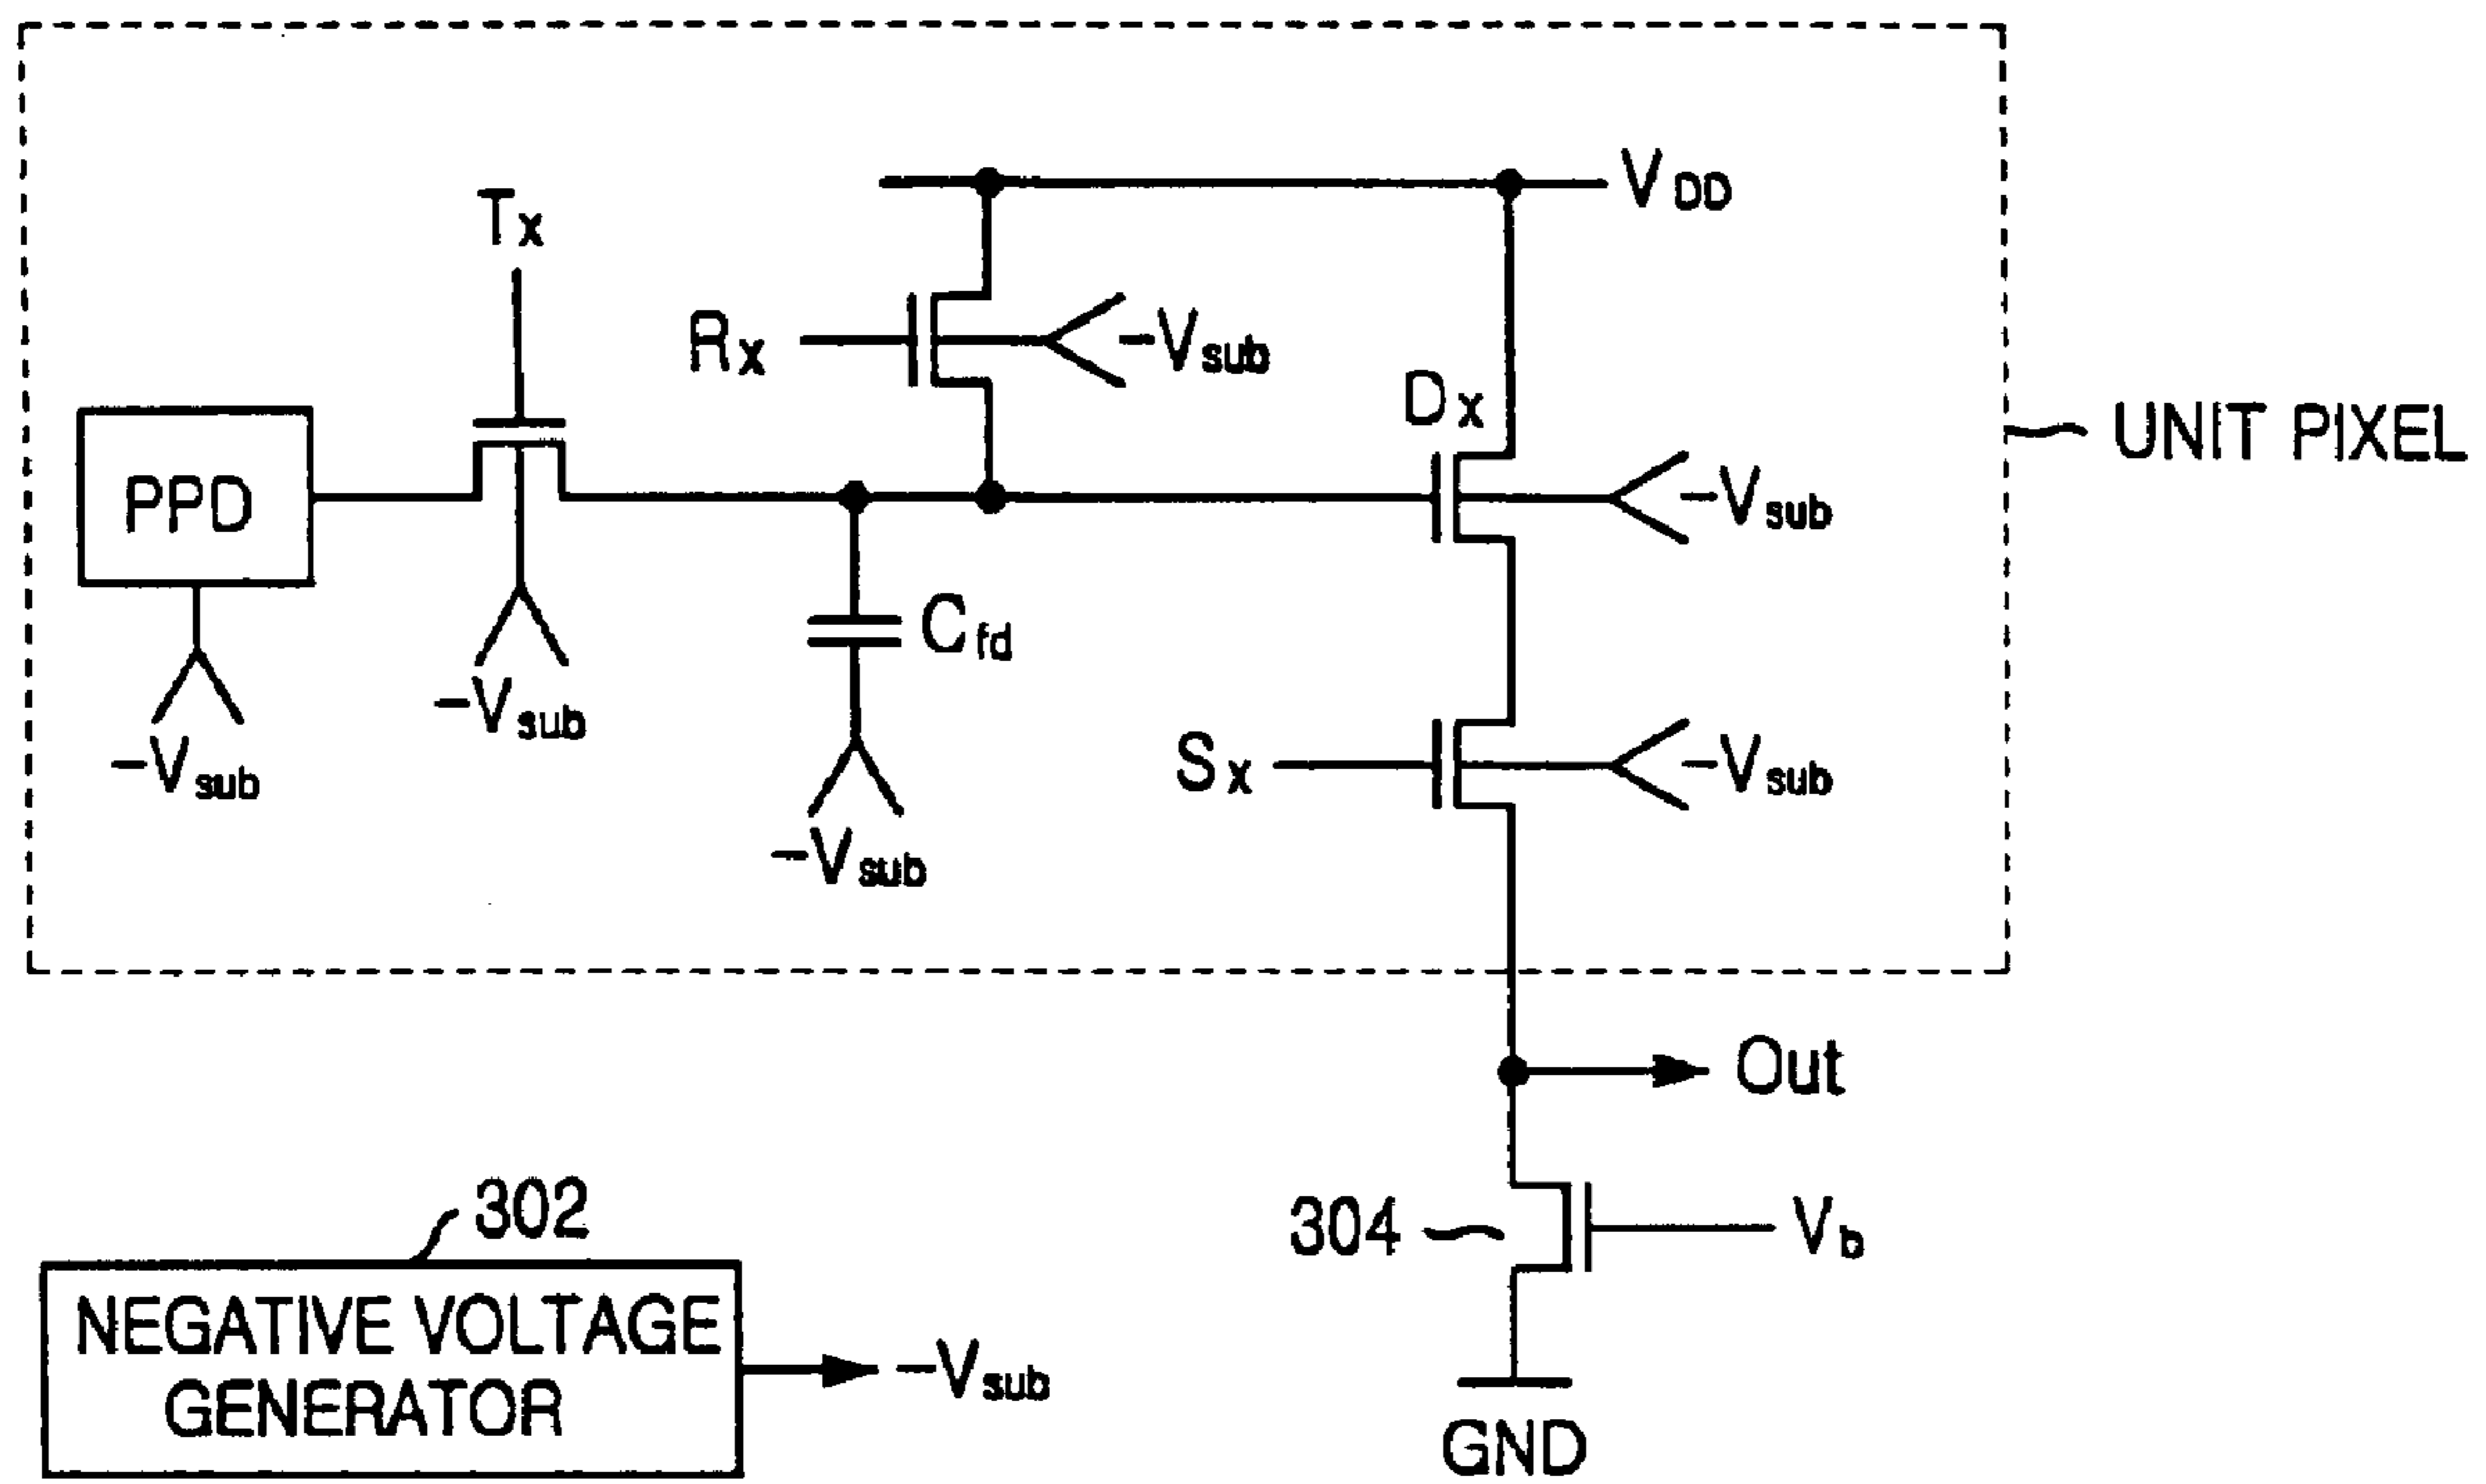 VDD
Tx
Rx
-Vsub
Dx
UNIT PIXEL
PPD
-Vsub
Cfd
-Vsub
-Vsub
Sx
-Vsub
-Vsub
Out
302
304
Vb
NEGATIVE VOLTAGE
GENERATOR
-Vsub
GND